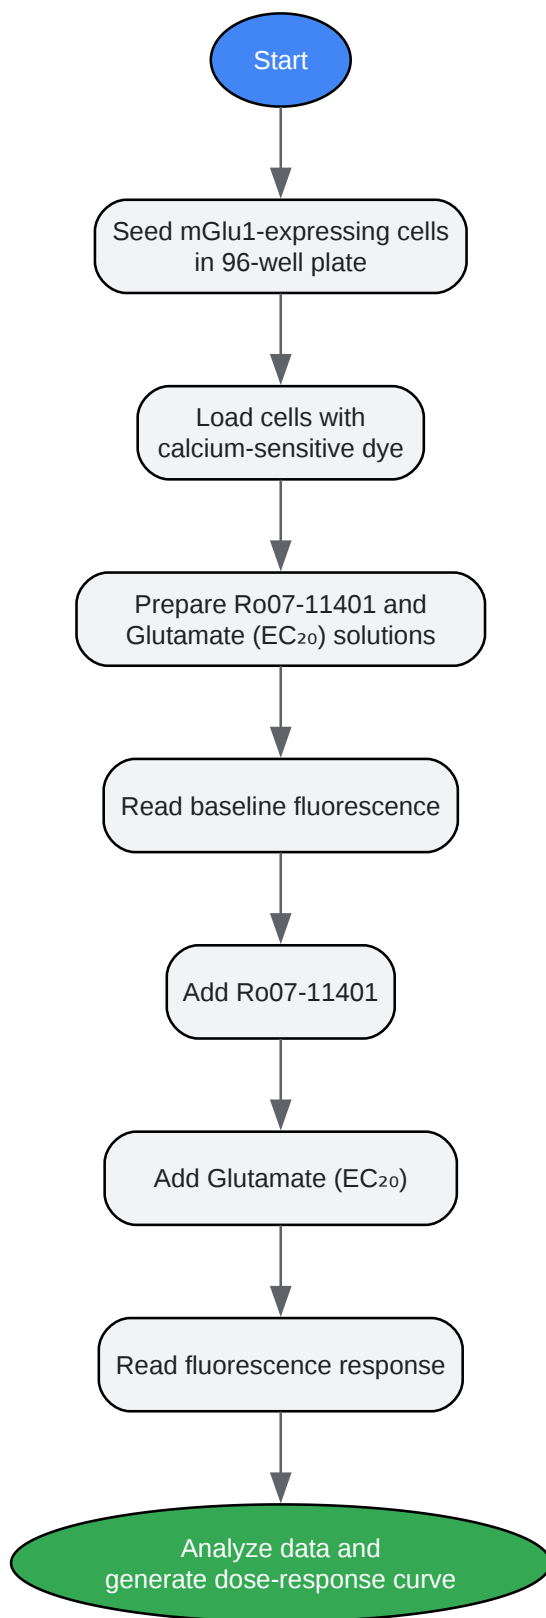 Start
Seed mGlu1-expressing cells
in 96-well plate
Load cells with
calcium-sensitive dye
Prepare Ro07-11401 and
Glutamate (EC₂₀) solutions
Read baseline fluorescence
Add Ro07-11401
Add Glutamate (EC₂₀)
Read fluorescence response
Analyze data and
generate dose-response curve